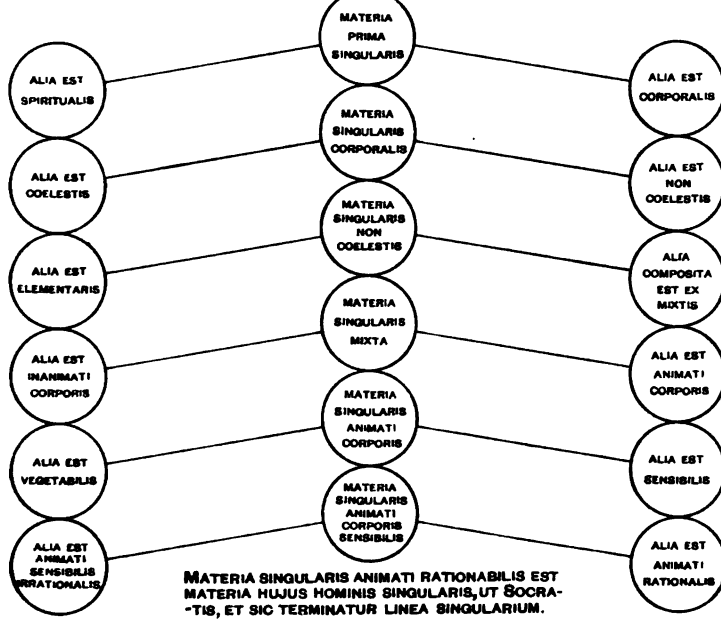 MATERIA
PRIMA
SINGULARIS
ALIA EST
SPIRITUALIS
ALIA EST
CORPORALIS
MATERIA
SINGULARIS
CORPORALIS
ALIA EST
COELESTIS
ALIA EST
NON
COELESTIS
MATERIA
SINGULARIS
NON
COELESTIS
ALIA EST
ELEMENTARIS
ALIA
COMPOSITA
EST EX
MIXTIS
MATERIA
SINGULARIS
MIXTA
ALIA EST
INANIMATI
CORPORIS
ALIA EST
ANIMATI
CORPORIS
MATERIA
SINGULARIS
ANIMATI
CORPORIS
ALIA EST
VEGETABILIS
ALIA EST
SENSIBILIS
MATERIA
SINGULARIS
ANIMATI
CORPORIS
SENSIBILIS
ALIA EST
ANIMATI
SENSIBILIS
IRRATIONALIS
ALIA EST
ANIMATI
RATIONALIS
MATERIA SINGULARIS ANIMATI RATIONABILIS EST
MATERIA HUJUS HOMINIS SINGULARIS, UT SOCRA-
-TIS, ET SIC TERMINATUR LINEA SINGULARIUM.